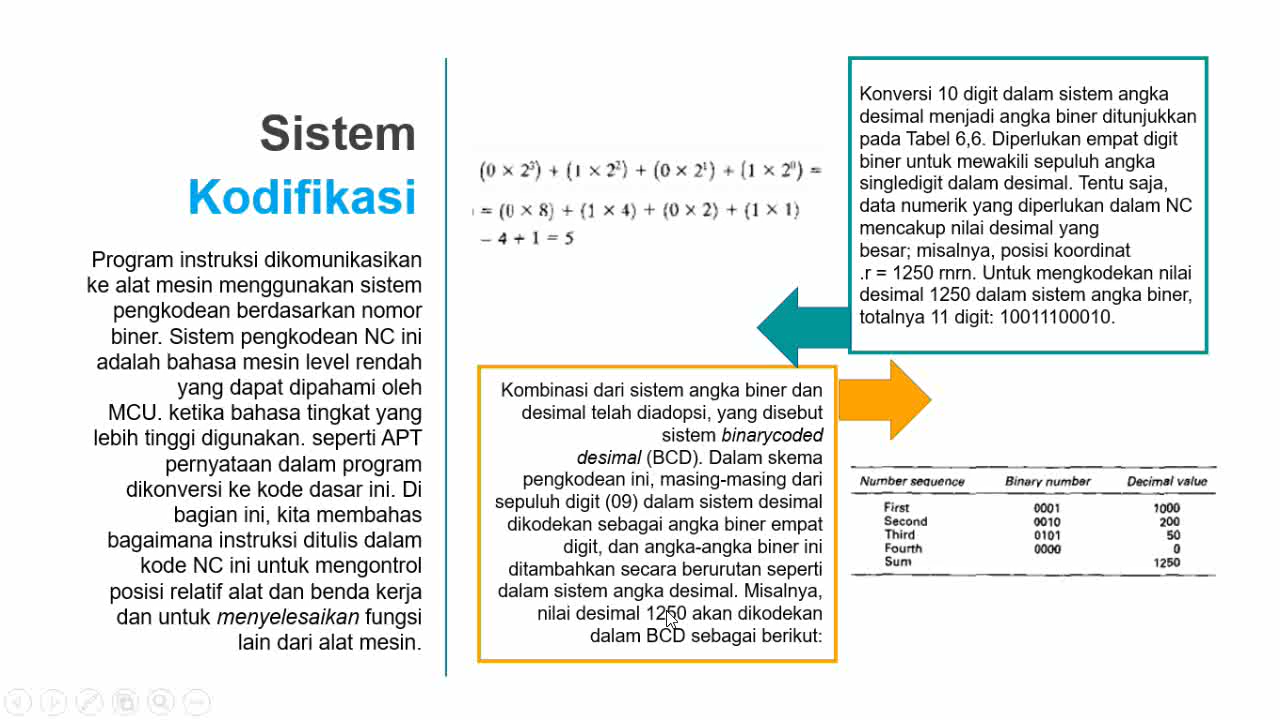 Sistem
Kodifikasi
Program instruksi dikomunikasikan
ke alat mesin menggunakan sistem
pengkodean berdasarkan nomor
biner. Sistem pengkodean NC ini
adalah bahasa mesin level rendah
yang dapat dipahami oleh
MCU. ketika bahasa tingkat yang
lebih tinggi digunakan. seperti APT
pernyataan dalam program
dikonversi ke kode dasar ini. Di
bagian ini, kita membahas
bagaimana instruksi ditulis dalam
kode NC ini untuk mengontrol
posisi relatif alat dan benda kerja
dan untuk menyelesaikan fungsi
lain dari alat mesin.
(0 × 2³) + (1 × 2²) + (0 × 2¹) + (1 × 2⁰) =
= (0 × 8) + (1 × 4) + (0 × 2) + (1 × 1)
– 4 + 1 = 5
Konversi 10 digit dalam sistem angka
desimal menjadi angka biner ditunjukkan
pada Tabel 6,6. Diperlukan empat digit
biner untuk mewakili sepuluh angka
singledigit dalam desimal. Tentu saja,
data numerik yang diperlukan dalam NC
mencakup nilai desimal yang
besar; misalnya, posisi koordinat
.r = 1250 rnrn. Untuk mengkodekan nilai
desimal 1250 dalam sistem angka biner,
totalnya 11 digit: 10011100010.
Kombinasi dari sistem angka biner dan
desimal telah diadopsi, yang disebut
sistem binarycoded
desimal (BCD). Dalam skema
pengkodean ini, masing-masing dari
sepuluh digit (09) dalam sistem desimal
dikodekan sebagai angka biner empat
digit, dan angka-angka biner ini
ditambahkan secara berurutan seperti
dalam sistem angka desimal. Misalnya,
nilai desimal 1250 akan dikodekan
dalam BCD sebagai berikut:
Number sequence Binary number Decimal value
First 0001 1000
Second 0010 200
Third 0101 50
Fourth 0000 0
Sum 1250